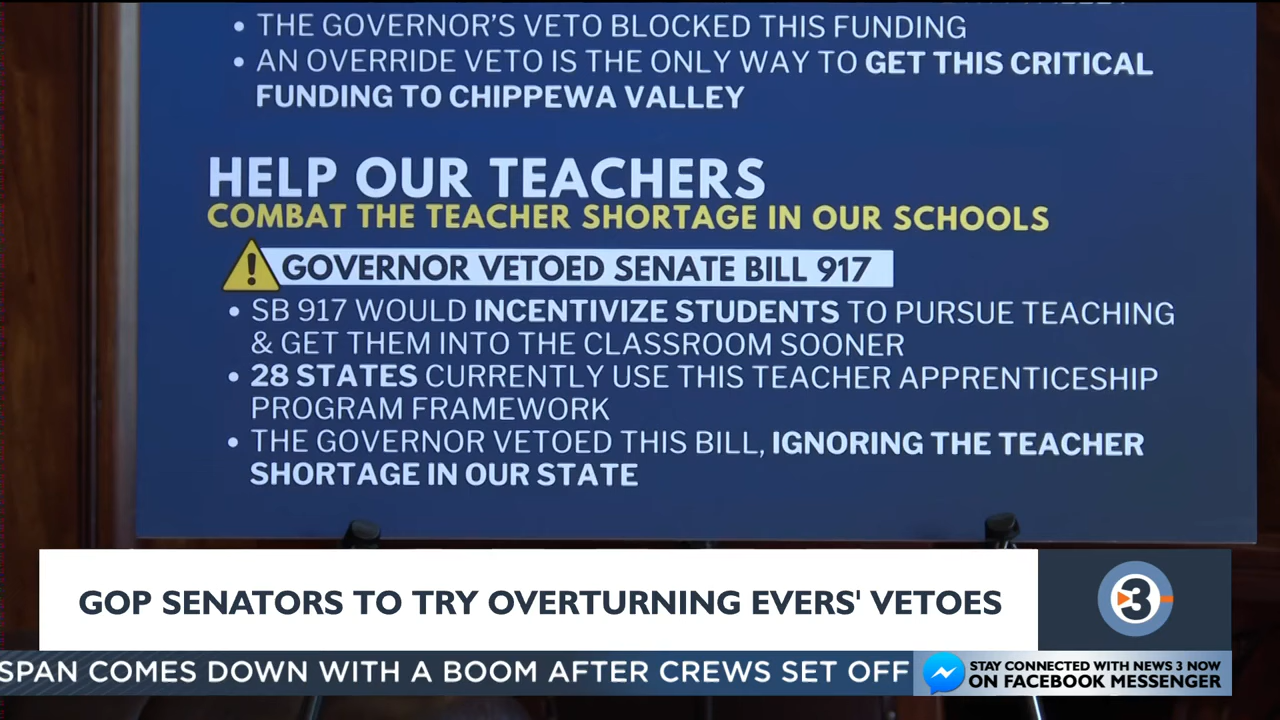 • THE GOVERNOR'S VETO BLOCKED THIS FUNDING
• AN OVERRIDE VETO IS THE ONLY WAY TO GET THIS CRITICAL
FUNDING TO CHIPPEWA VALLEY
HELP OUR TEACHERS
COMBAT THE TEACHER SHORTAGE IN OUR SCHOOLS
! GOVERNOR VETOED SENATE BILL 917
• SB 917 WOULD INCENTIVIZE STUDENTS TO PURSUE TEACHING
& GET THEM INTO THE CLASSROOM SOONER
• 28 STATES CURRENTLY USE THIS TEACHER APPRENTICESHIP
PROGRAM FRAMEWORK
• THE GOVERNOR VETOED THIS BILL, IGNORING THE TEACHER
SHORTAGE IN OUR STATE
GOP SENATORS TO TRY OVERTURNING EVERS' VETOES
3
SPAN COMES DOWN WITH A BOOM AFTER CREWS SET OFF
STAY CONNECTED WITH NEWS 3 NOW
ON FACEBOOK MESSENGER